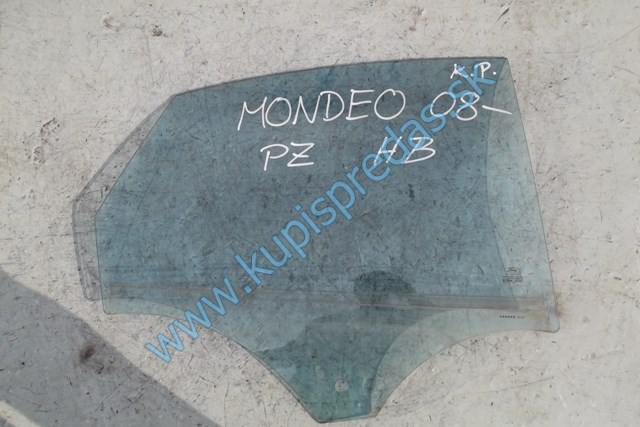 K.P.
MONDEO 08-
PZ HB
www.kupispredas.sk